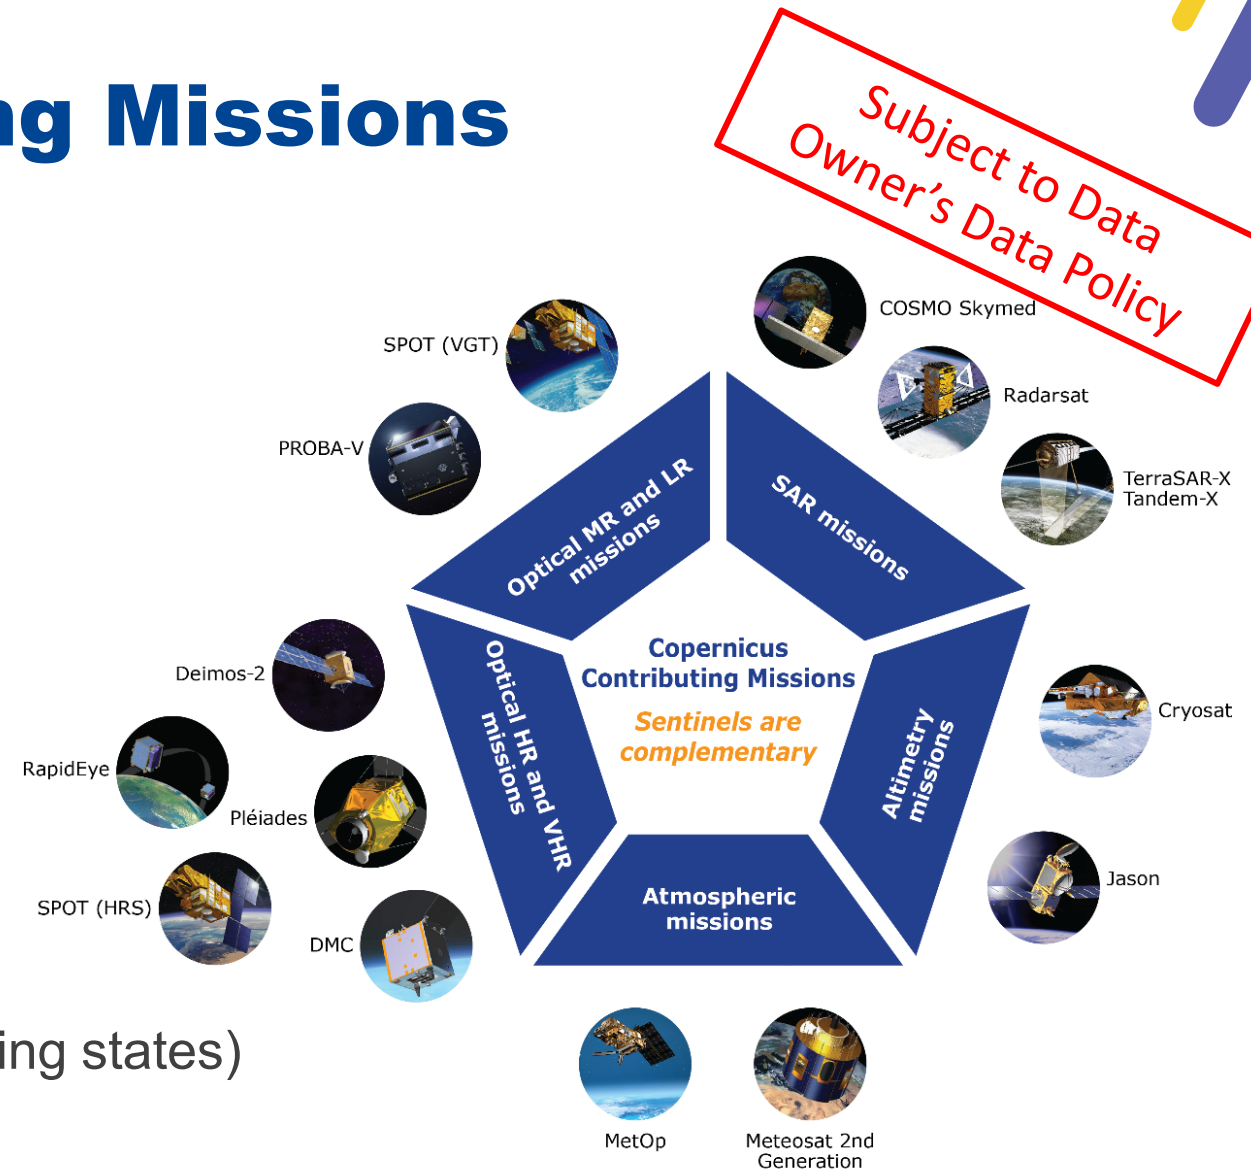 ng Missions
Subject to Data
Owner's Data Policy
COSMO Skymed
SPOT (VGT)
Radarsat
PROBA-V
TerraSAR-X
Tandem-X
Optical MR and LR
missions
SAR missions
Copernicus
Contributing Missions
Sentinels are
complementary
Deimos-2
Optical HR and VHR
missions
Altimetry
missions
Cryosat
RapidEye
Pléiades
Jason
SPOT (HRS)
DMC
Atmospheric
missions
ing states)
MetOp
Meteosat 2nd
Generation